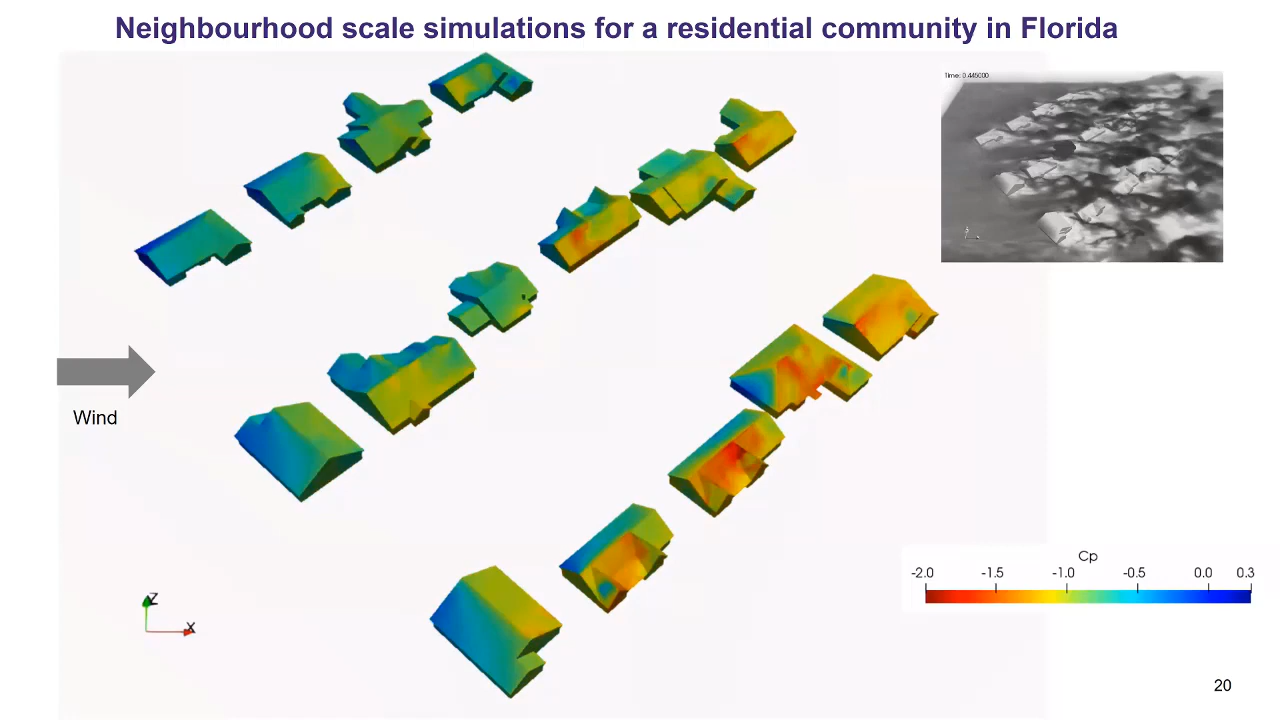 Neighbourhood scale simulations for a residential community in Florida
Time: 9.445000
Wind
Cp
-2.0 -1.5 -1.0 -0.5 0.0 0.3
Z
X
20